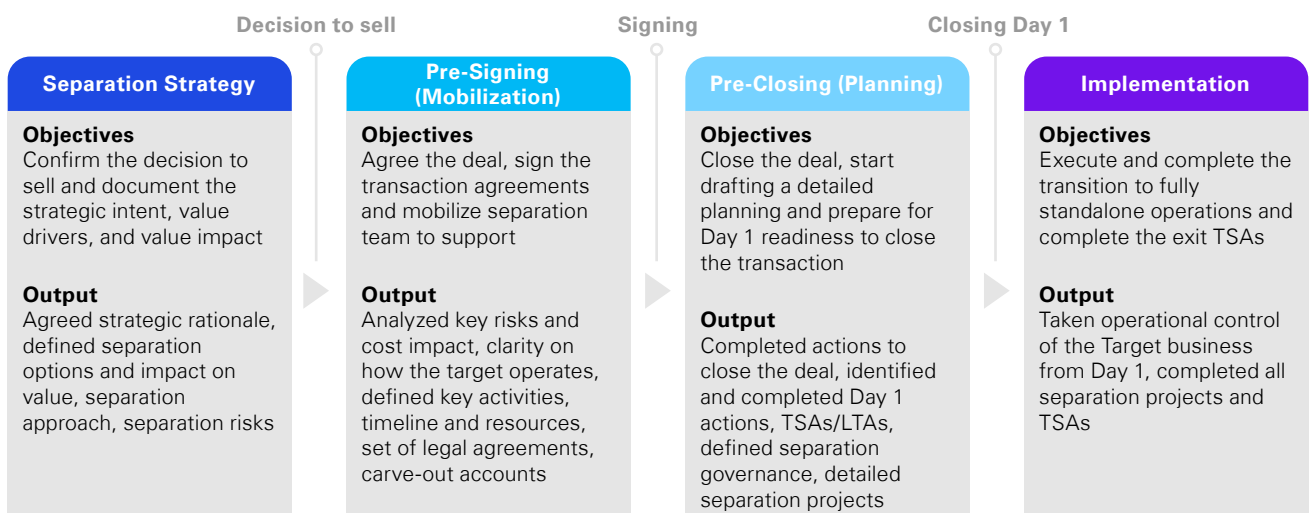 Decision to sell
Signing
Closing Day 1
Separation Strategy
Objectives
Confirm the decision to
sell and document the
strategic intent, value
drivers, and value impact
Output
Agreed strategic rationale,
defined separation
options and impact on
value, separation
approach, separation risks
Pre-Signing
(Mobilization)
Objectives
Agree the deal, sign the
transaction agreements
and mobilize separation
team to support
Output
Analyzed key risks and
cost impact, clarity on
how the target operates,
defined key activities,
timeline and resources,
set of legal agreements,
carve-out accounts
Pre-Closing (Planning)
Objectives
Close the deal, start
drafting a detailed
planning and prepare for
Day 1 readiness to close
the transaction
Output
Completed actions to
close the deal, identified
and completed Day 1
actions, TSAs/LTAs,
defined separation
governance, detailed
separation projects
Implementation
Objectives
Execute and complete the
transition to fully
standalone operations and
complete the exit TSAs
Output
Taken operational control
of the Target business
from Day 1, completed all
separation projects and
TSAs